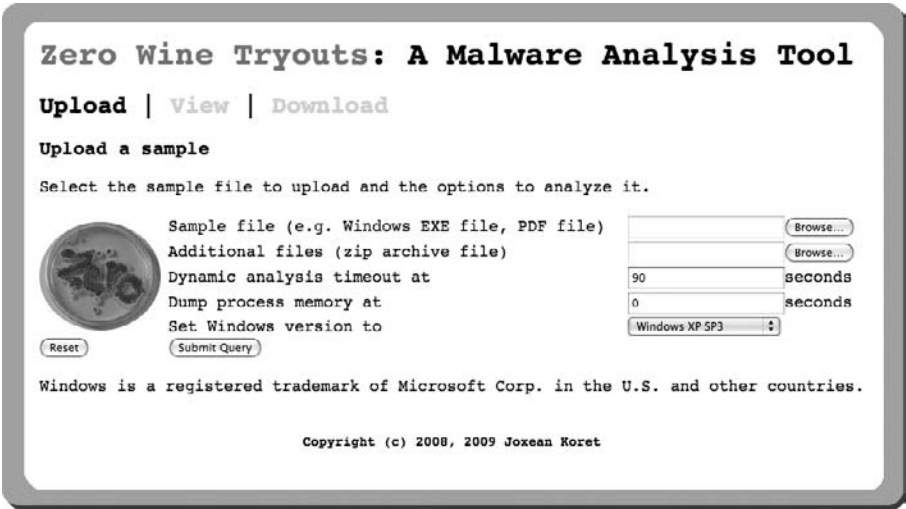 Zero Wine Tryouts: A Malware Analysis Tool
Upload | View | Download
Upload a sample
Select the sample file to upload and the options to analyze it.
Sample file (e.g. Windows EXE file, PDF file) Browse...
Additional files (zip archive file) Browse...
Dynamic analysis timeout at 90 seconds
Dump process memory at 0 seconds
Set Windows version to Windows XP SP3
Reset Submit Query
Windows is a registered trademark of Microsoft Corp. in the U.S. and other countries.
Copyright (c) 2008, 2009 Joxean Koret